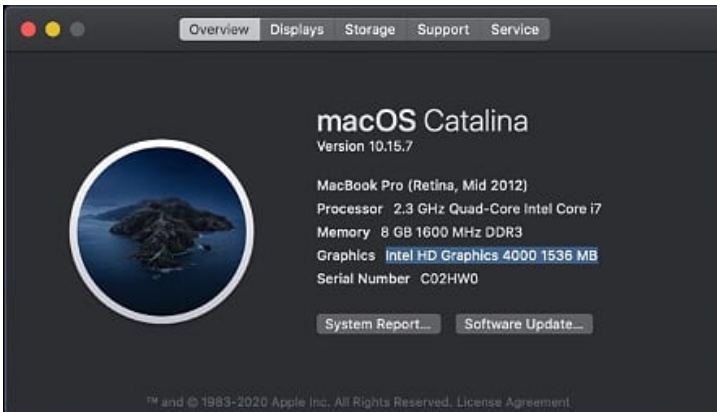 Overview Displays Storage Support Service
macOS Catalina
Version 10.15.7
MacBook Pro (Retina, Mid 2012)
Processor 2.3 GHz Quad-Core Intel Core i7
Memory 8 GB 1600 MHz DDR3
Graphics Intel HD Graphics 4000 1536 MB
Serial Number C02HW0
System Report... Software Update...
™ and © 1983-2020 Apple Inc. All Rights Reserved. License Agreement